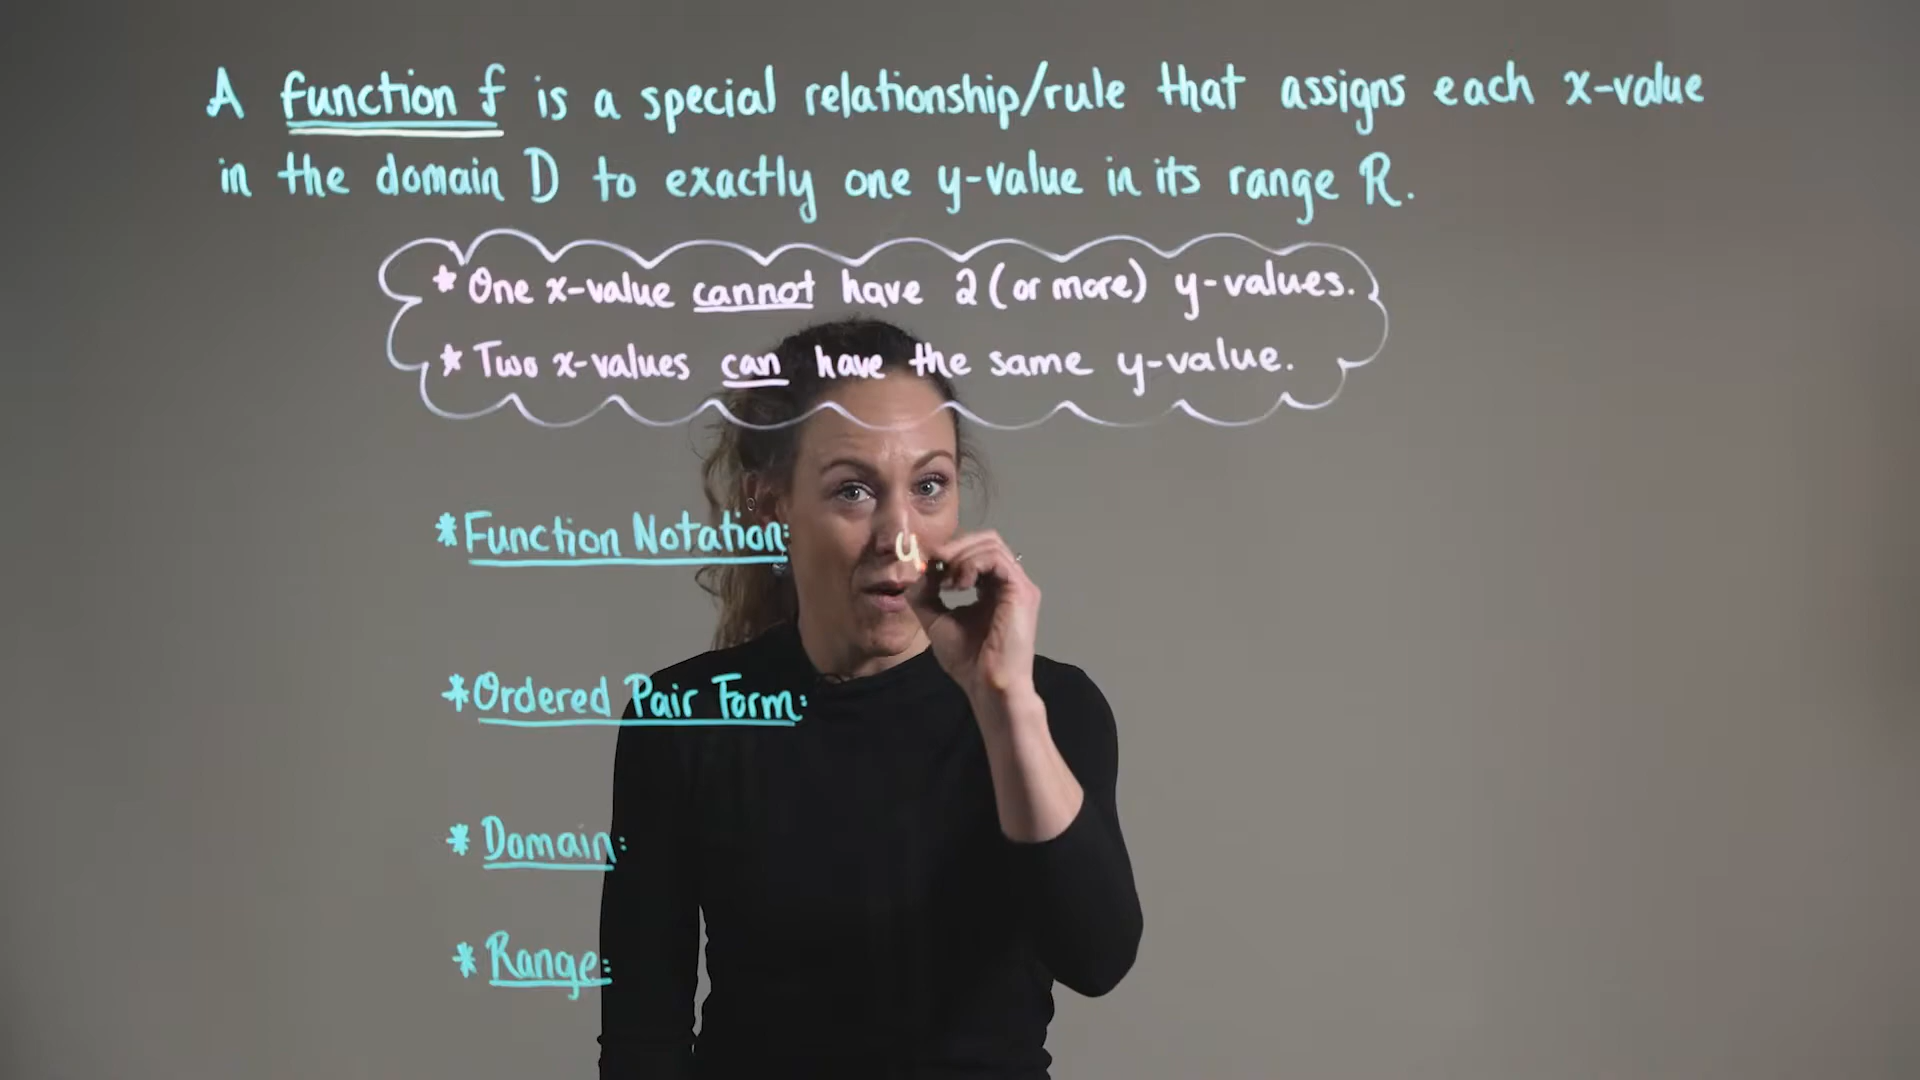 A function f is a special relationship/rule that assigns each x-value
in the domain D to exactly one y-value in its range R.
* One x-value cannot have 2 (or more) y-values.
* Two x-values can have the same y-value.
* Function Notation: y
* Ordered Pair Form:
* Domain:
* Range: